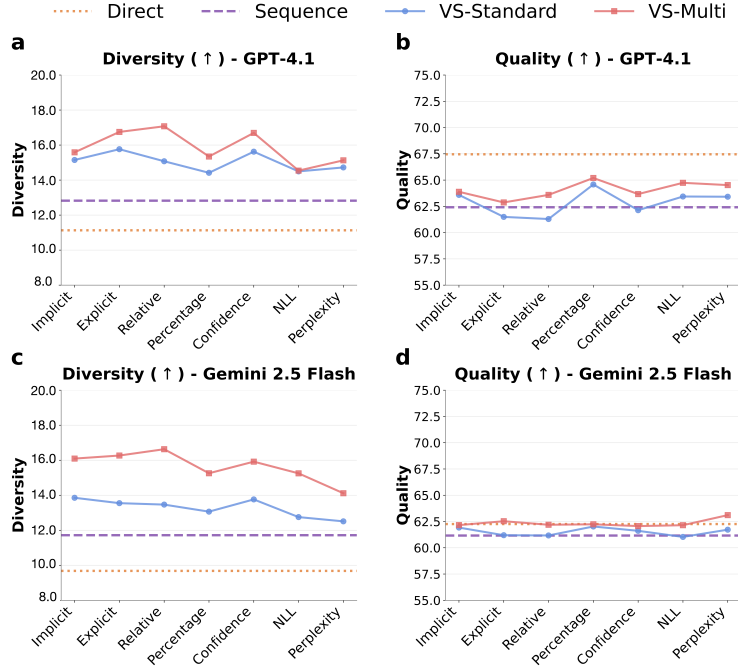 Direct Sequence VS-Standard VS-Multi
a
Diversity ( ↑ ) - GPT-4.1
Diversity
20.0
18.0
16.0
14.0
12.0
10.0
8.0
Implicit
Explicit
Relative
Percentage
Confidence
NLL
Perplexity
b
Quality ( ↑ ) - GPT-4.1
Quality
75.0
72.5
70.0
67.5
65.0
62.5
60.0
57.5
55.0
Implicit
Explicit
Relative
Percentage
Confidence
NLL
Perplexity
c
Diversity ( ↑ ) - Gemini 2.5 Flash
Diversity
20.0
18.0
16.0
14.0
12.0
10.0
8.0
Implicit
Explicit
Relative
Percentage
Confidence
NLL
Perplexity
d
Quality ( ↑ ) - Gemini 2.5 Flash
Quality
75.0
72.5
70.0
67.5
65.0
62.5
60.0
57.5
55.0
Implicit
Explicit
Relative
Percentage
Confidence
NLL
Perplexity